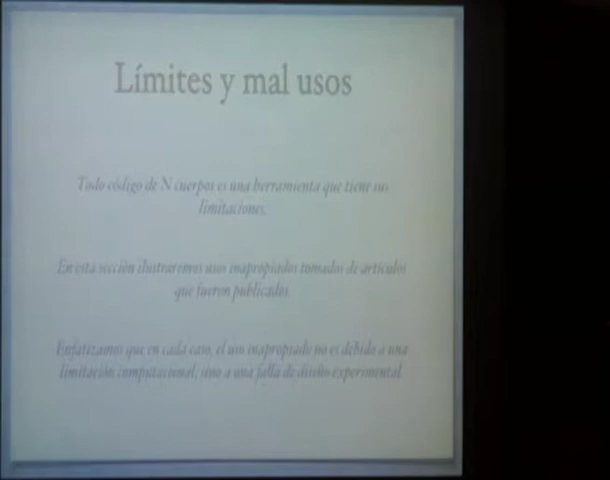 Límites y mal usos
Todo código de N cuerpos es una herramienta que tiene sus
limitaciones.
En esta sección ilustraremos usos inapropiados tomados de artículos
que fueron publicados.
Enfatizamos que en cada caso, el uso inapropiado no es debido a una
limitación computacional, sino a una falla de diseño experimental.